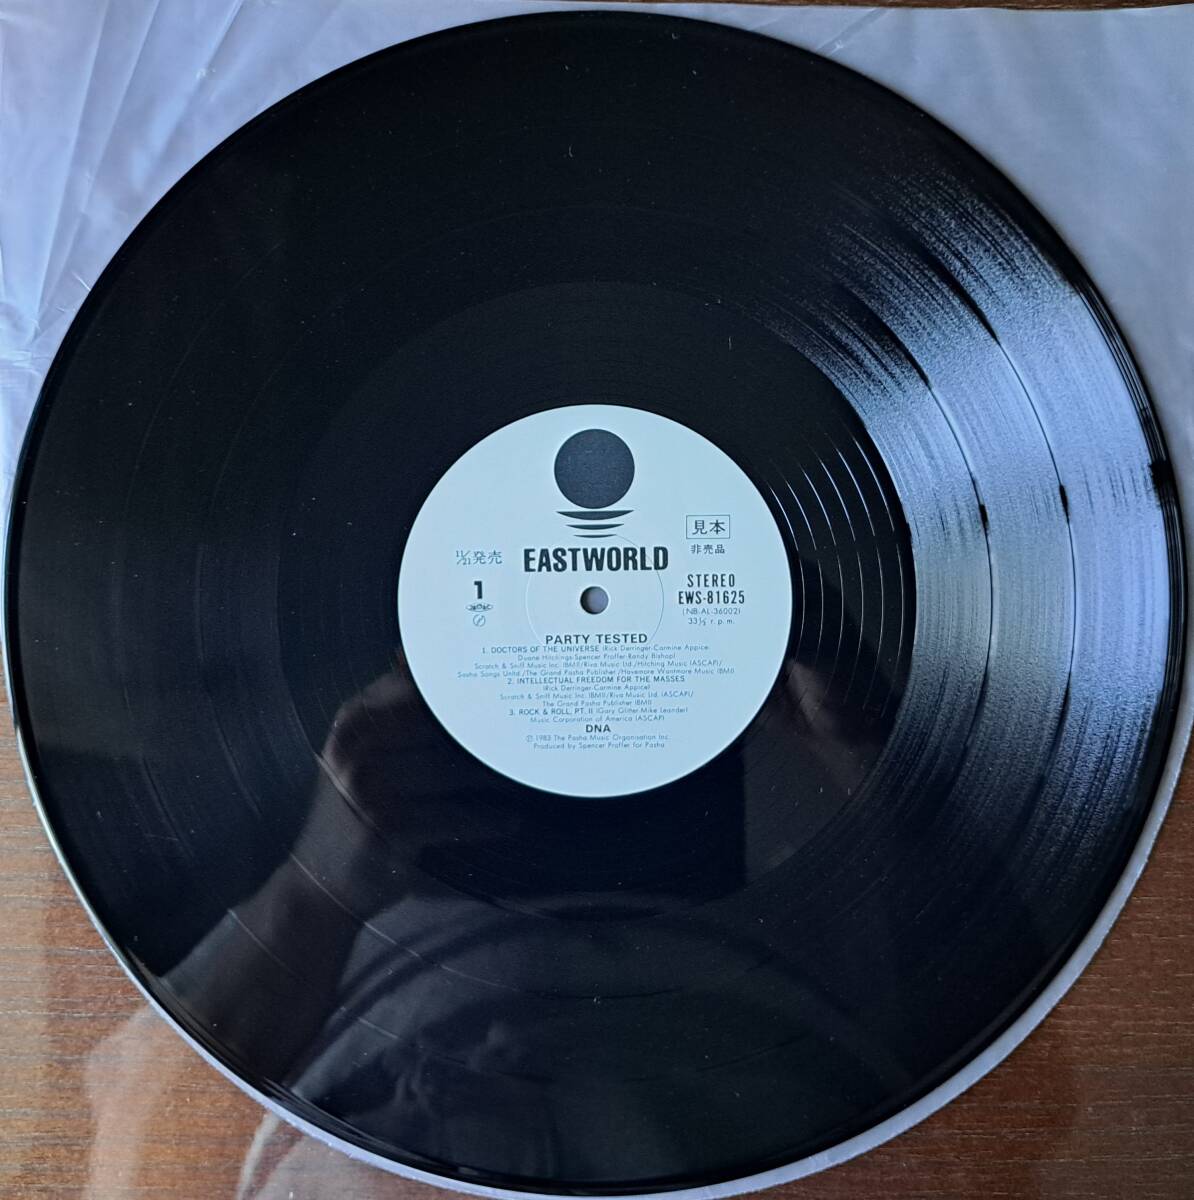 見本
非売品
11/21発売
EASTWORLD
1
STEREO
EWS-81625
(NB.AL-36002)
33⅓ r.p.m.
PARTY TESTED
1. DOCTORS OF THE UNIVERSE (Rick Derringer-Carmine Appice/
Duane Hitchings-Spencer Proffer-Randy Bishop)
Scratch & Sniff Music Inc. (BMI)/Riva Music Ltd./Hitching Music (ASCAP)/
Sasha Songs Unltd./The Grand Pasha Publisher/Havemore Wantmore Music (BMI)
2. INTELLECTUAL FREEDOM FOR THE MASSES
(Rick Derringer-Carmine Appice)
Scratch & Sniff Music Inc. (BMI)/Riva Music Ltd. (ASCAP)/
The Grand Pasha Publisher (BMI)
3. ROCK & ROLL, PT. II (Gary Glitter-Mike Leander)
Music Corporation of America (ASCAP)
DNA
Ⓟ1983 The Pasha Music Organisation Inc.
Produced by Spencer Proffer for Pasha